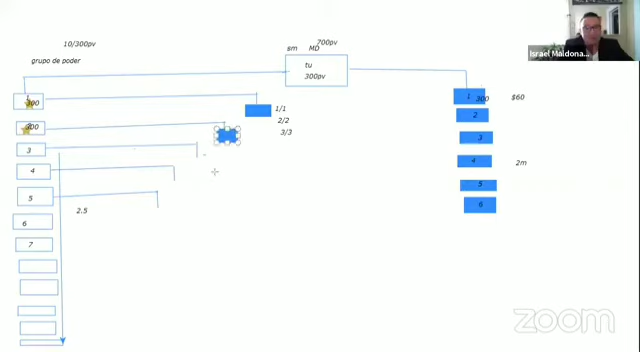 10/300pv
grupo de poder
sm MD 700pv
tu
300pv
Israel Maldona...
1
300
300
3
4
5
6
7
2.5
1/1
2/2
3/3
1 300 $60
2
3
4 2m
5
6
zoom